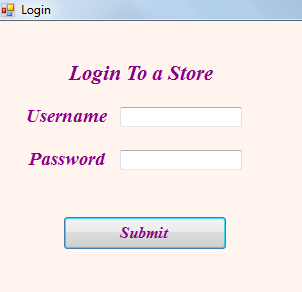 Login
Login To a Store
Username
Password
Submit